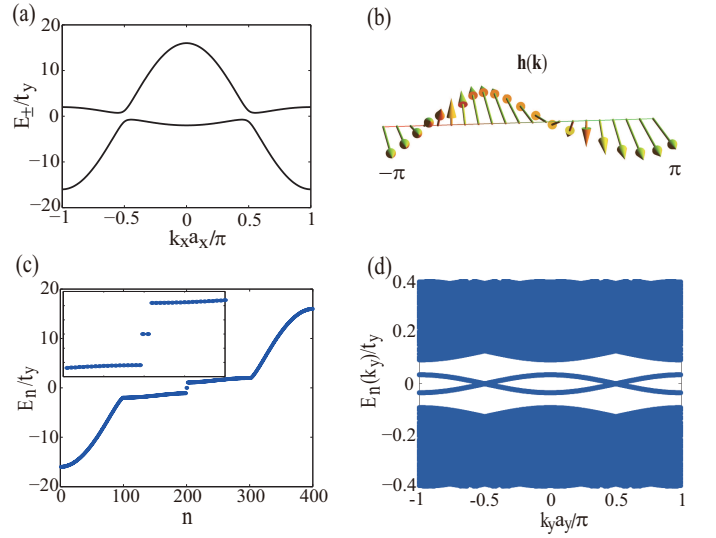 (a)
20
10
0
−10
−20
E±/ty
-1
−0.5
0
0.5
1
kxax/π
(b)
h(k)
−π
π
(c)
20
10
0
−10
−20
En/ty
0
100
200
300
400
n
(d)
0.4
0.2
0
−0.2
−0.4
En(ky)/ty
-1
-0.5
0
0.5
1
kyay/π